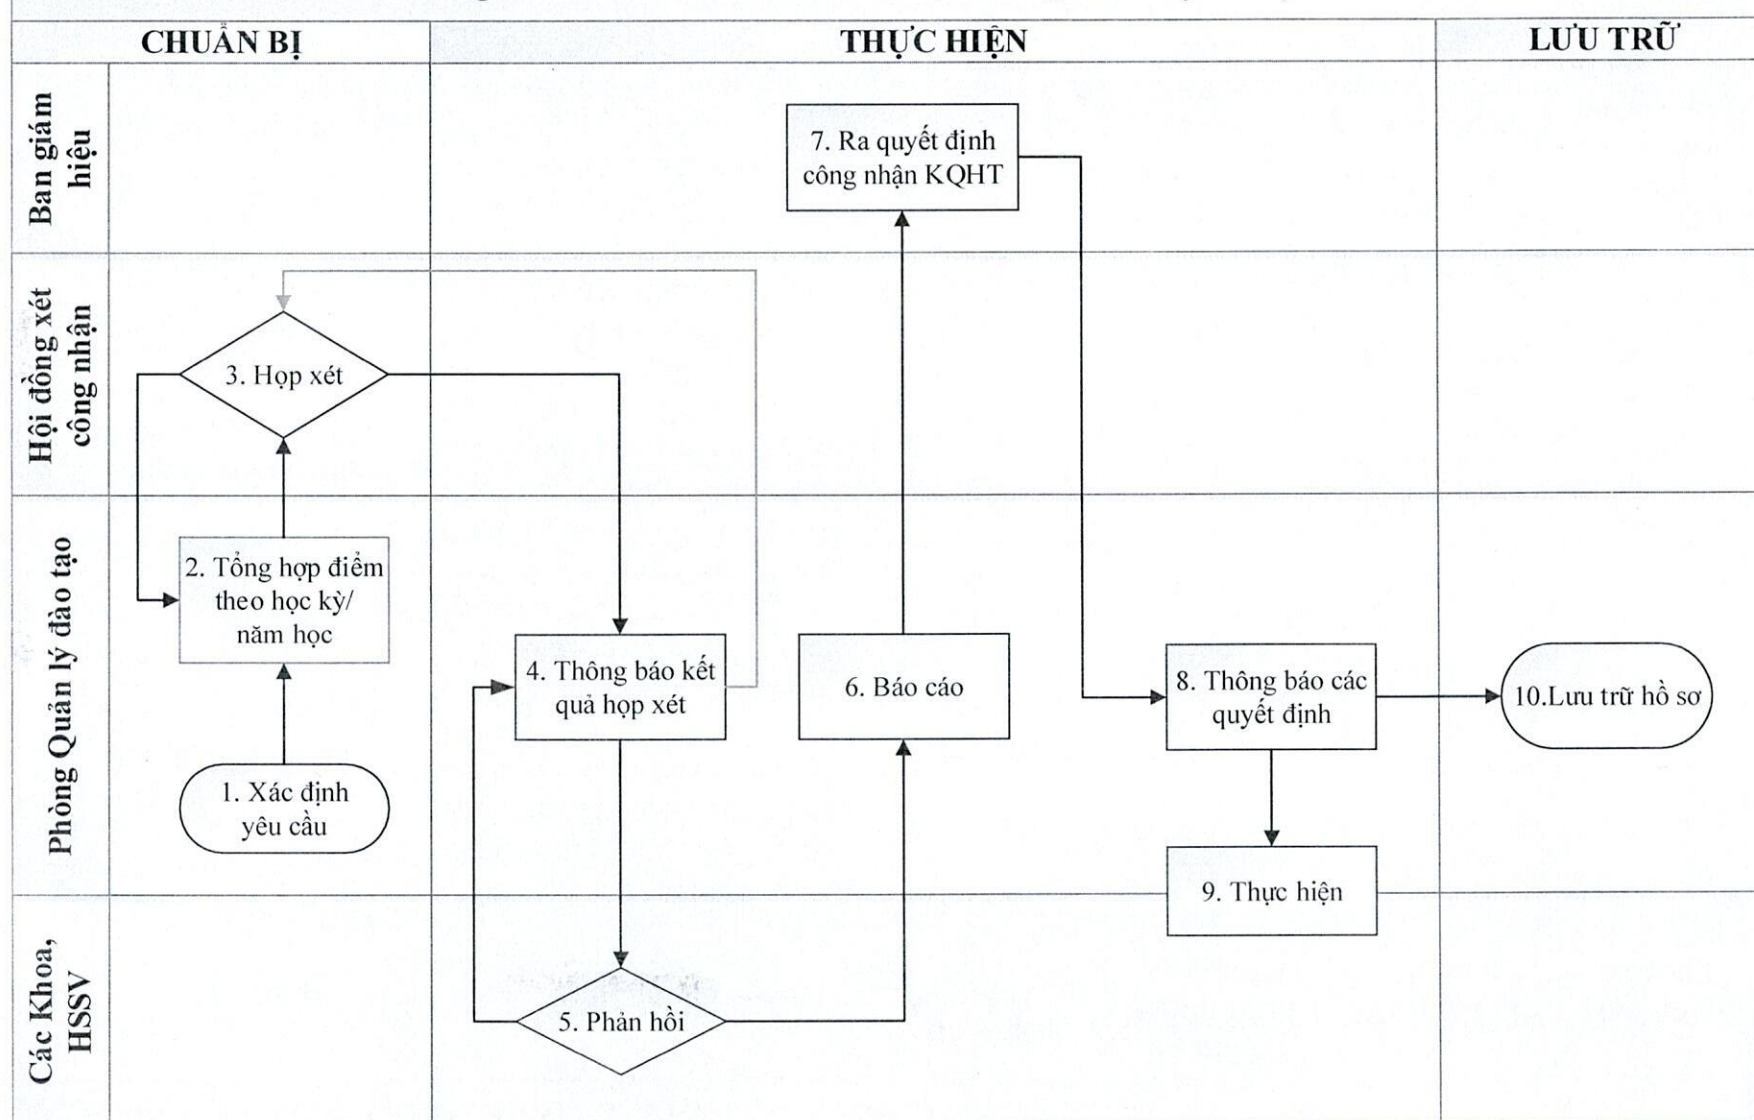 CHUẨN BỊ
THỰC HIỆN
LƯU TRỮ
Ban giám
hiệu
7. Ra quyết định
công nhận KQHT
Hội đồng xét
công nhận
3. Họp xét
Phòng Quản lý đào tạo
2. Tổng hợp điểm
theo học kỳ/
năm học
4. Thông báo kết
quả họp xét
6. Báo cáo
8. Thông báo các
quyết định
10.Lưu trữ hồ sơ
1. Xác định
yêu cầu
9. Thực hiện
Các Khoa,
HSSV
5. Phản hồi